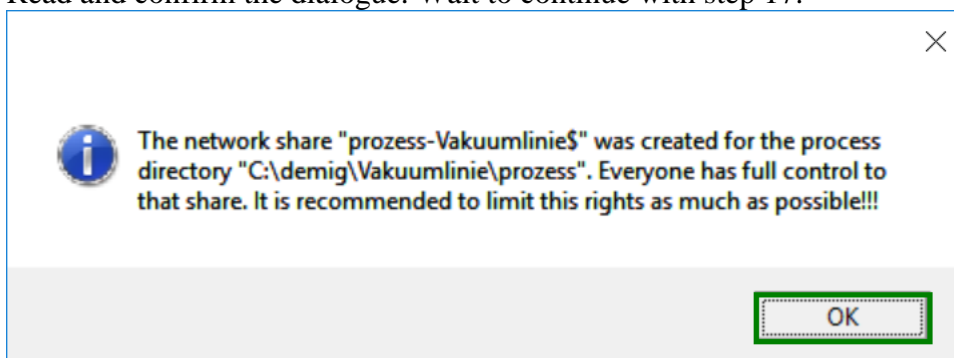 Read and confirm the dialogue. Wait to continue with step 17.
The network share "prozess-Vakuumlinie$" was created for the process
directory "C:\demig\Vakuumlinie\prozess". Everyone has full control to
that share. It is recommended to limit this rights as much as possible!!!
OK